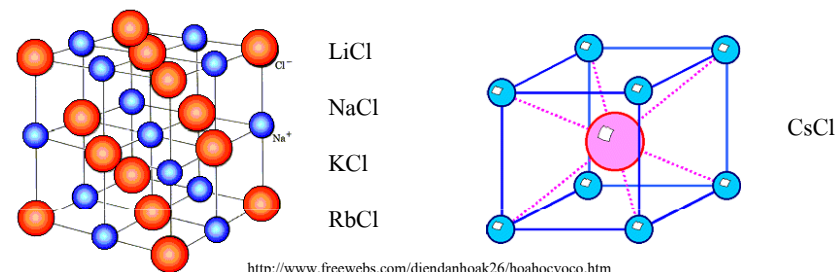 Cl⁻
Na⁺
LiCl
NaCl
KCl
RbCl
CsCl
http://www.freewebs.com/diendanhoak26/hoahocvoco.htm